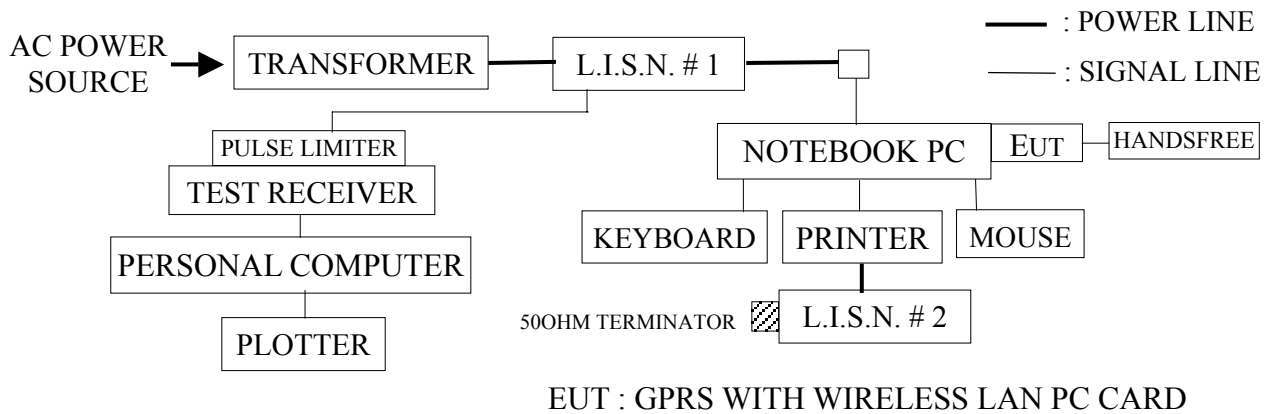 AC POWER
SOURCE
TRANSFORMER
L.I.S.N. # 1
: POWER LINE
: SIGNAL LINE
PULSE LIMITER
TEST RECEIVER
PERSONAL COMPUTER
PLOTTER
NOTEBOOK PC
EUT
HANDSFREE
KEYBOARD
PRINTER
MOUSE
50OHM TERMINATOR
L.I.S.N. # 2
EUT : GPRS WITH WIRELESS LAN PC CARD